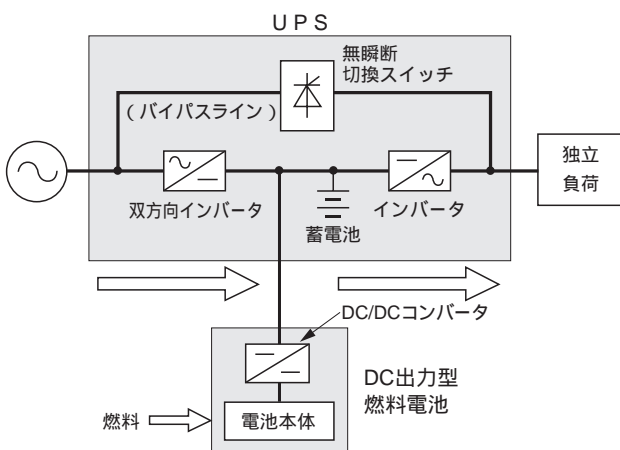 UPS
無瞬断
切換スイッチ
(バイパスライン)
独立
負荷
双方向インバータ
インバータ
蓄電池
DC/DCコンバータ
DC出力型
燃料電池
燃料
電池本体